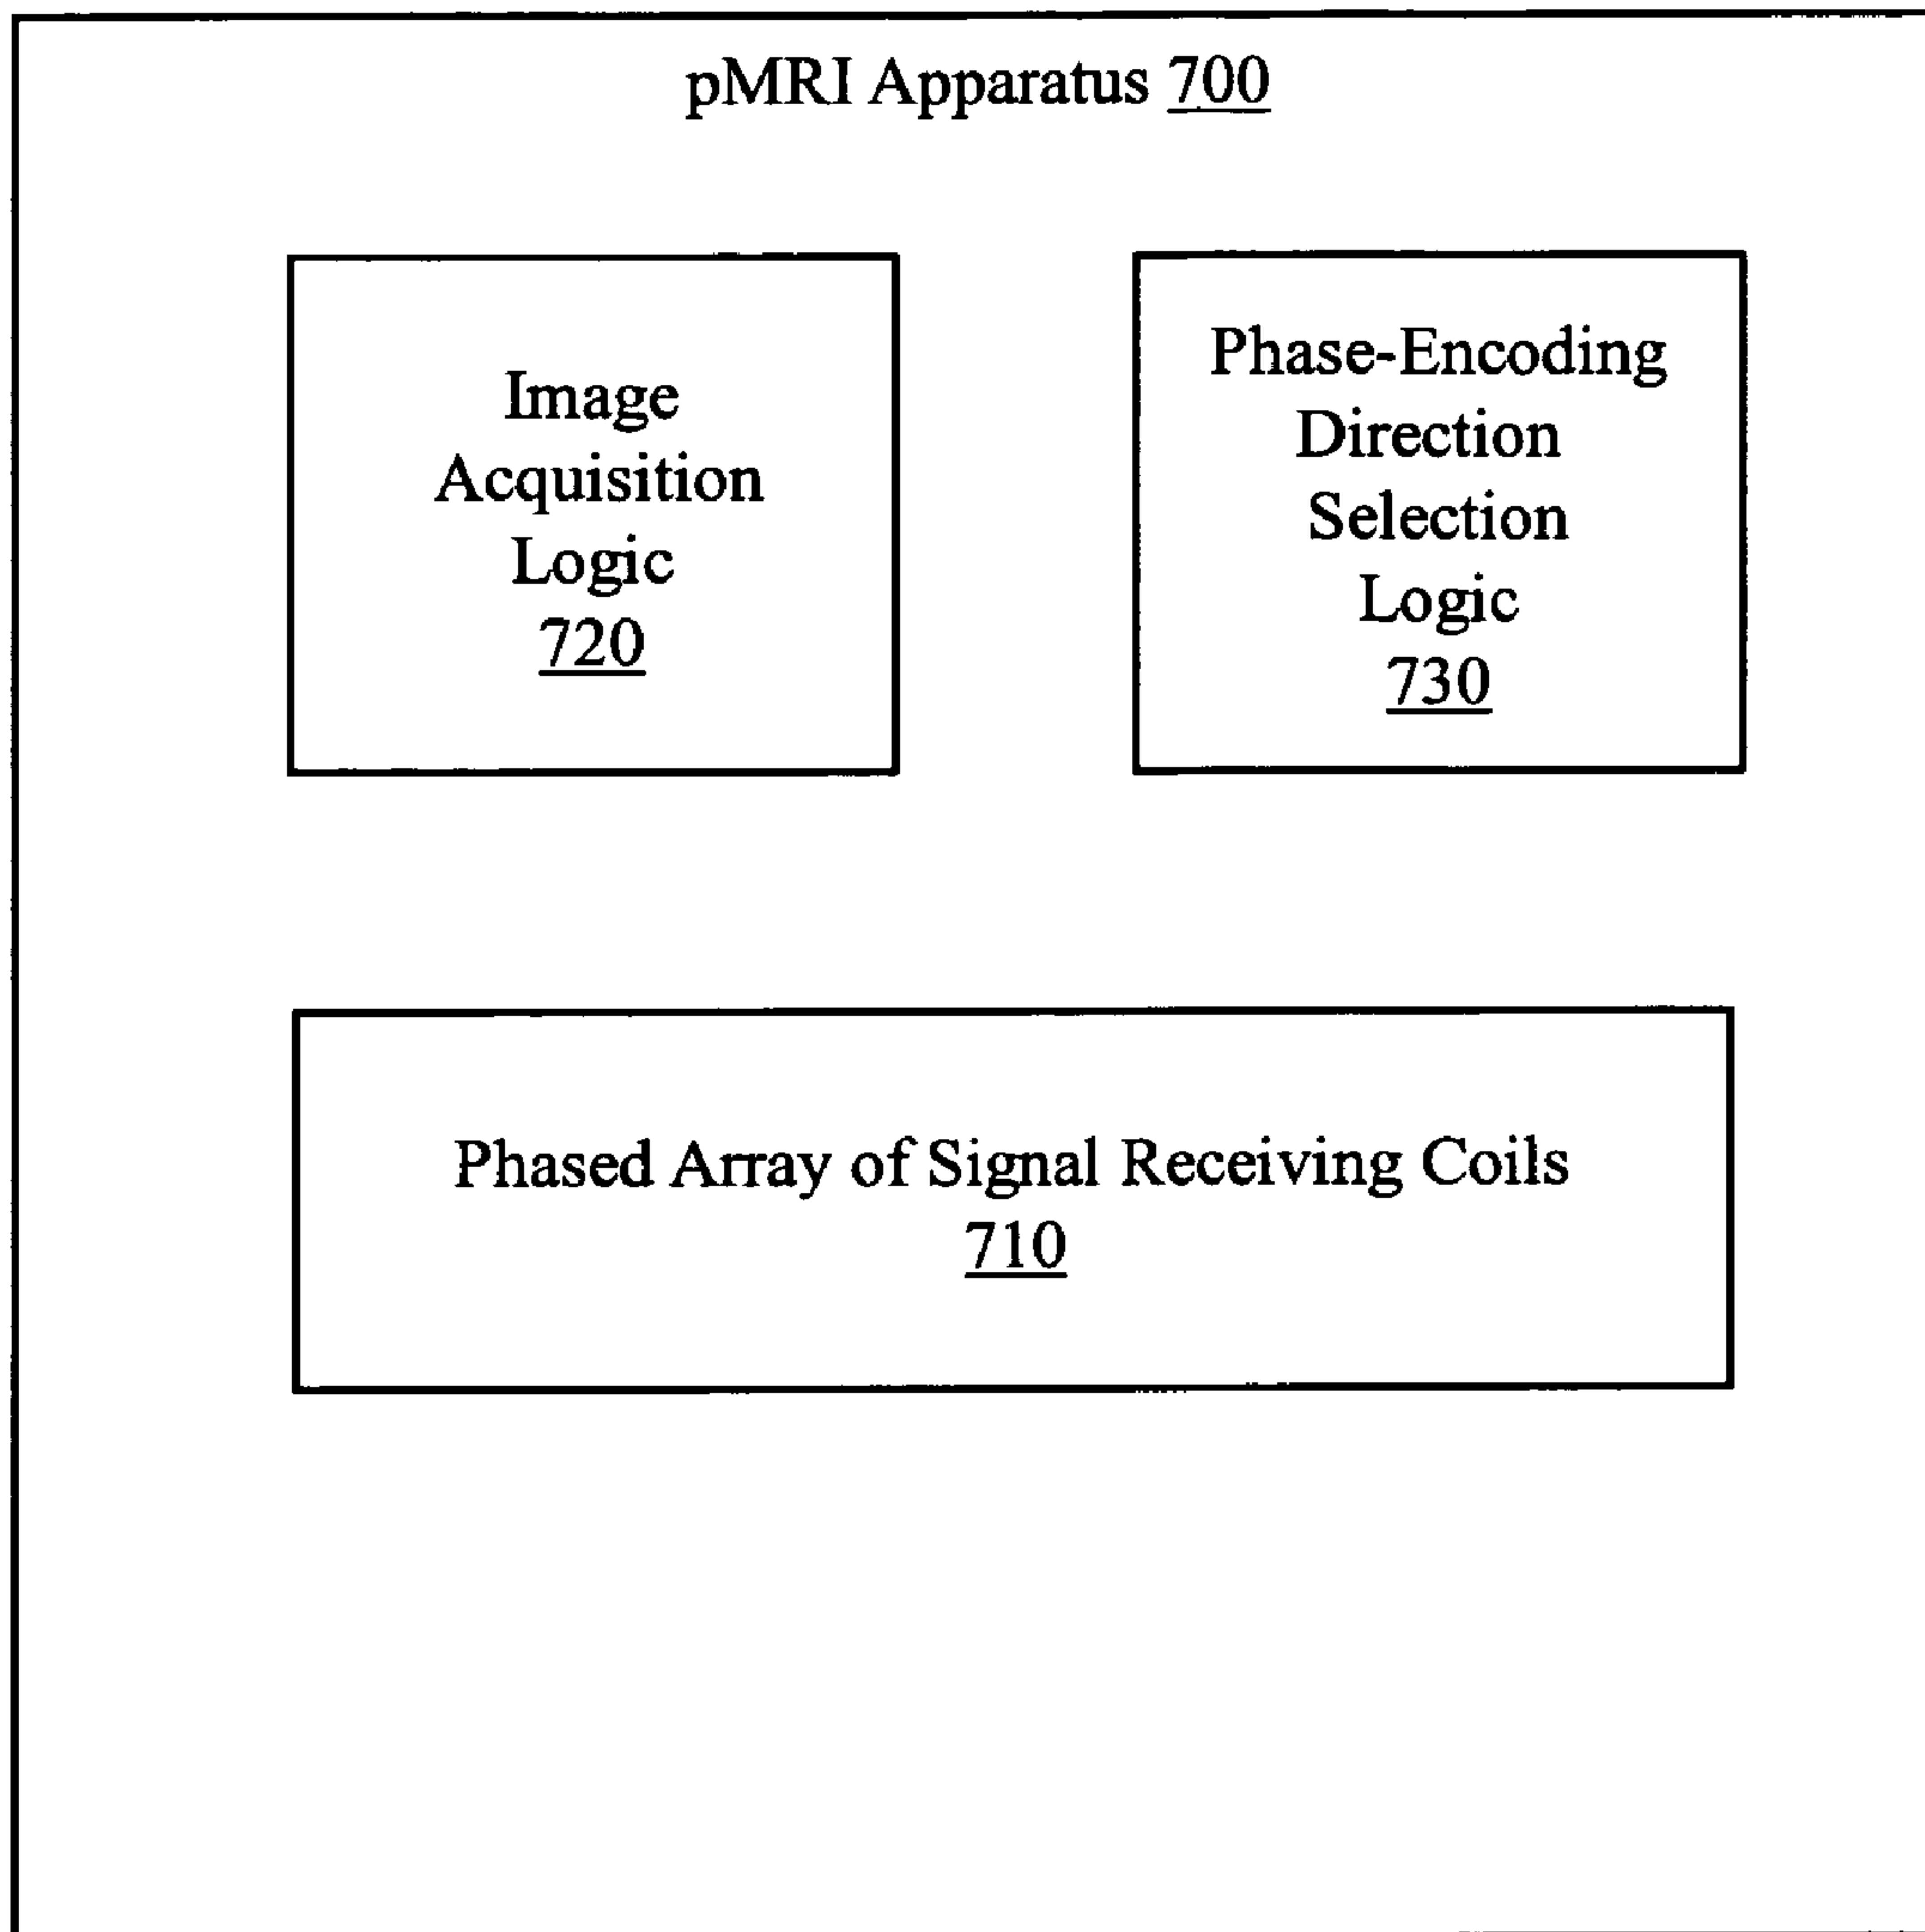 pMRI Apparatus 700
Image
Acquisition
Logic
720
Phase-Encoding
Direction
Selection
Logic
730
Phased Array of Signal Receiving Coils
710